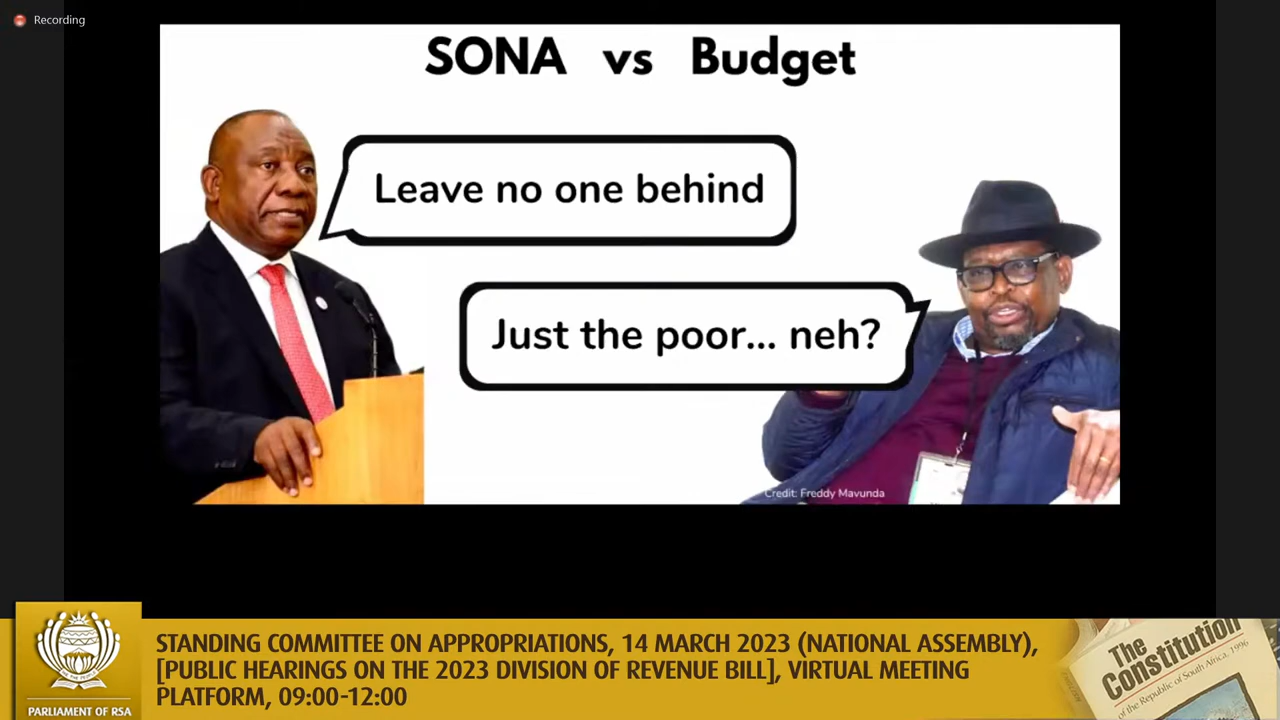 Recording
SONA vs Budget
Leave no one behind
Just the poor... neh?
Credit: Freddy Mavunda
STANDING COMMITTEE ON APPROPRIATIONS, 14 MARCH 2023 (NATIONAL ASSEMBLY),
[PUBLIC HEARINGS ON THE 2023 DIVISION OF REVENUE BILL], VIRTUAL MEETING
PLATFORM, 09:00-12:00
PARLIAMENT OF RSA
The
Constitution
of the Republic of South Africa, 1996